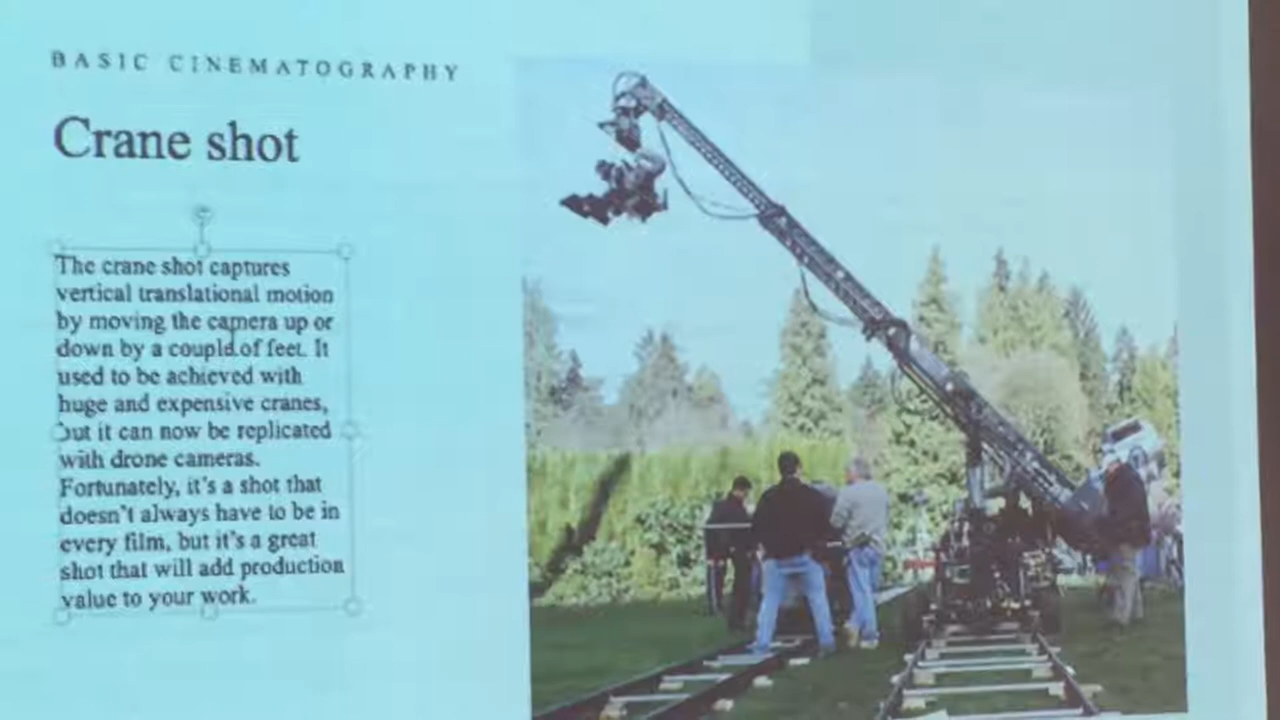 BASIC CINEMATOGRAPHY
Crane shot
The crane shot captures
vertical translational motion
by moving the camera up or
down by a couple of feet. It
used to be achieved with
huge and expensive cranes,
but it can now be replicated
with drone cameras.
Fortunately, it's a shot that
doesn't always have to be in
every film, but it's a great
shot that will add production
value to your work.